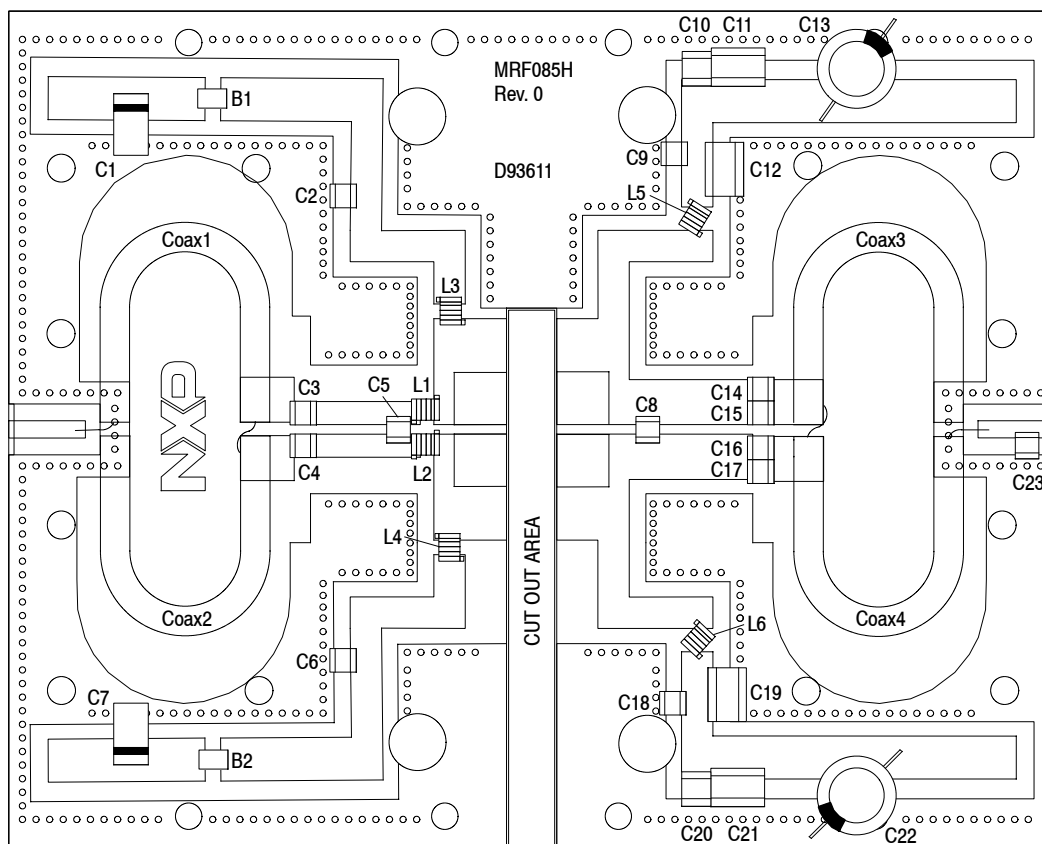 C10 C11 C13
MRF085H
Rev. 0
B1
C1
C9
C12
D93611
C2
L5
Coax1
Coax3
L3
NXP
C3
C5
L1
C8
C14
C15
C4
L2
C16
C17
C23
L4
CUT OUT AREA
Coax2
Coax4
L6
C6
C7
C18
C19
B2
C20 C21 C22